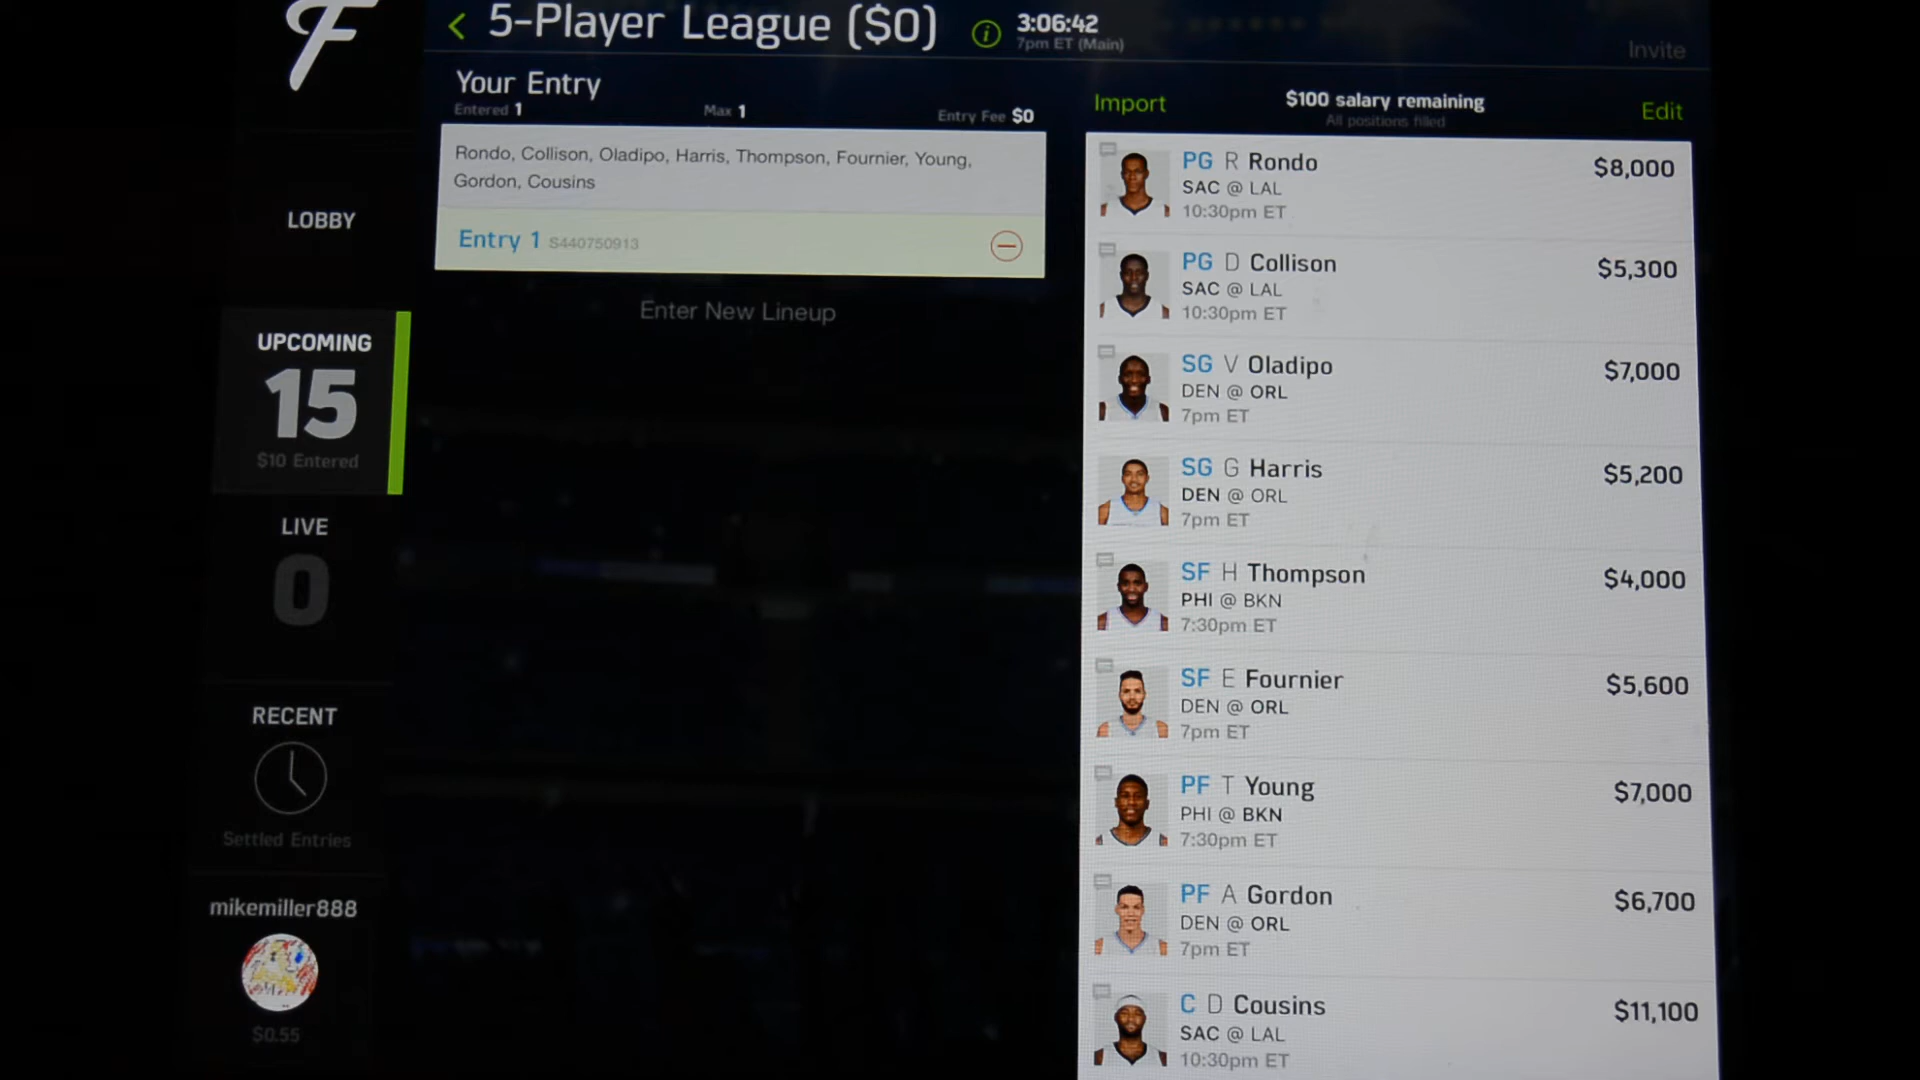 5-Player League ($0)
3:06:42
7pm ET (Main)
Invite
LOBBY
UPCOMING
15
$10 Entered
LIVE
0
RECENT
Settled Entries
mikemiller888
$0.55
Your Entry
Entered 1
Max 1
Entry Fee $0
Rondo, Collison, Oladipo, Harris, Thompson, Fournier, Young,
Gordon, Cousins
Entry 1 S440750913
Enter New Lineup
Import
$100 salary remaining
All positions filled
Edit
PG R Rondo
SAC @ LAL
10:30pm ET
$8,000
PG D Collison
SAC @ LAL
10:30pm ET
$5,300
SG V Oladipo
DEN @ ORL
7pm ET
$7,000
SG G Harris
DEN @ ORL
7pm ET
$5,200
SF H Thompson
PHI @ BKN
7:30pm ET
$4,000
SF E Fournier
DEN @ ORL
7pm ET
$5,600
PF T Young
PHI @ BKN
7:30pm ET
$7,000
PF A Gordon
DEN @ ORL
7pm ET
$6,700
C D Cousins
SAC @ LAL
10:30pm ET
$11,100